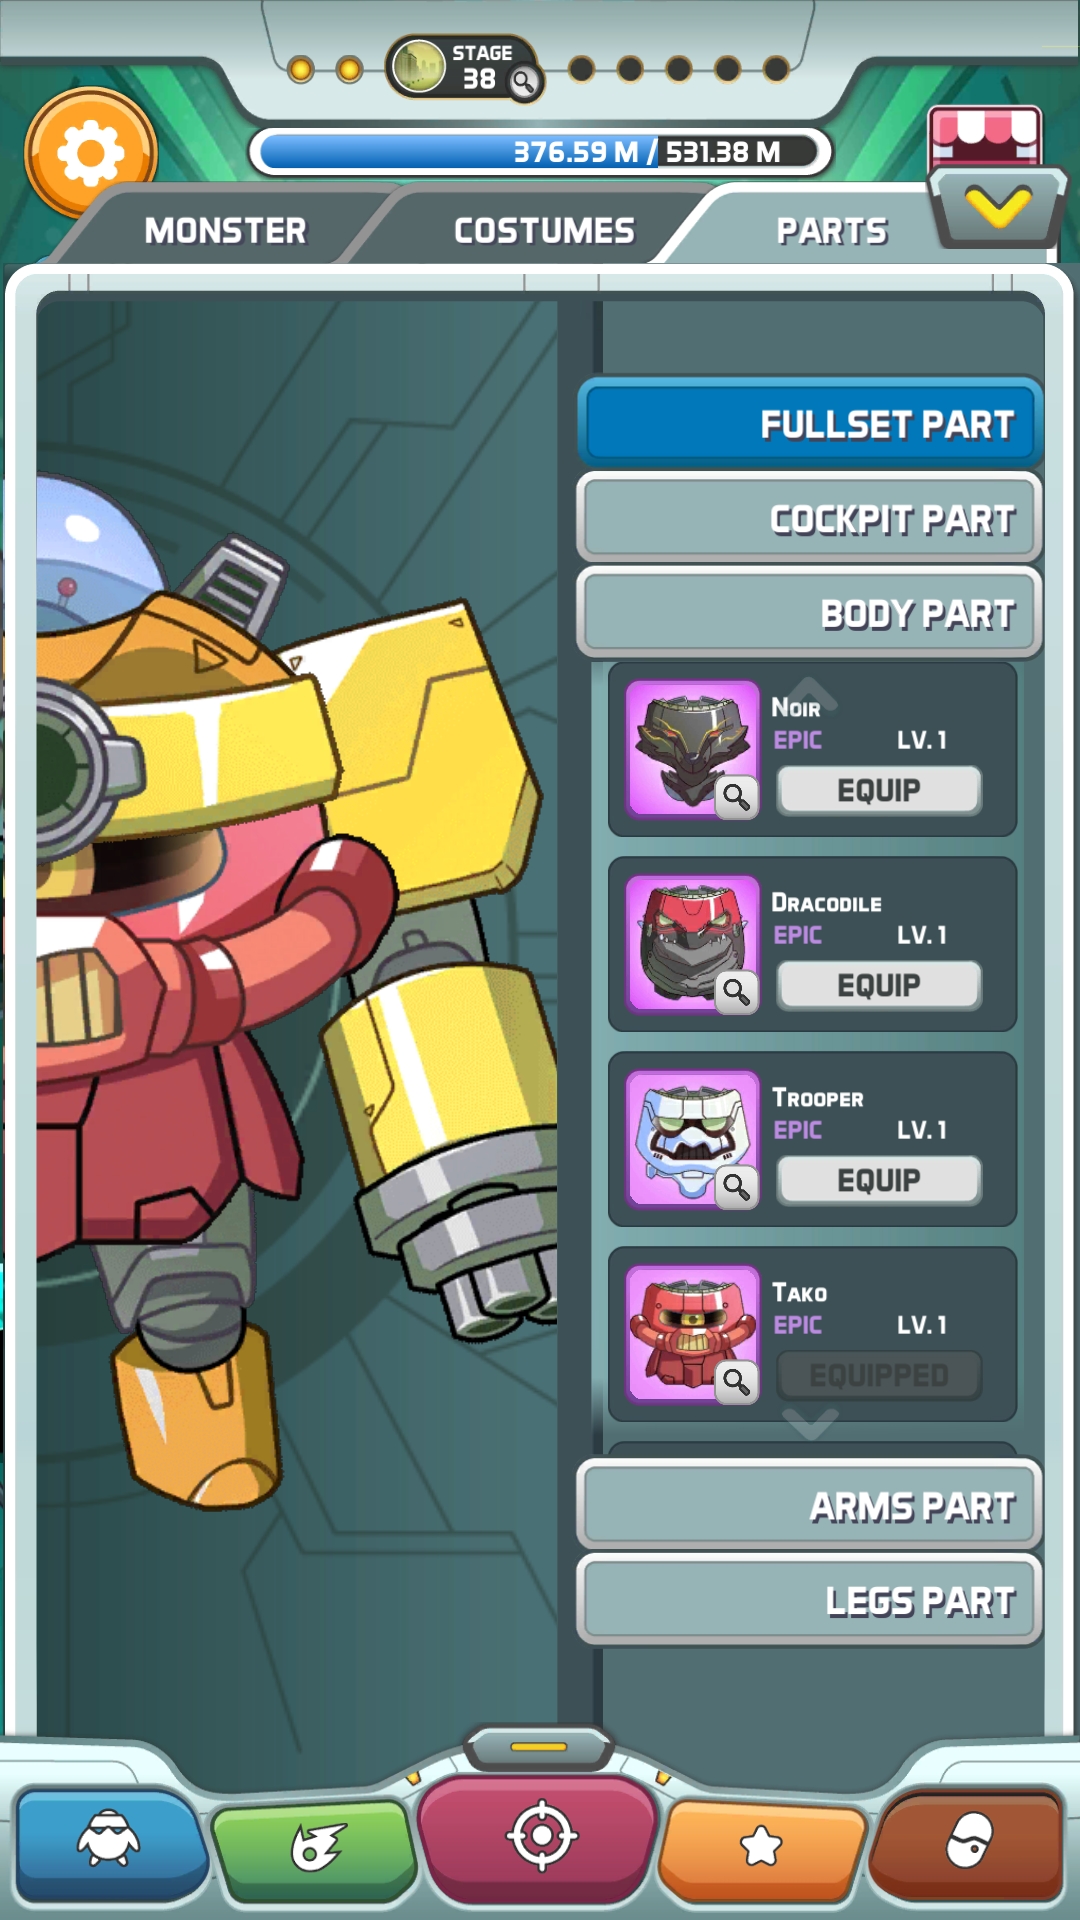 STAGE
38
376.59 M / 531.38 M
MONSTER
COSTUMES
PARTS
FULLSET PART
COCKPIT PART
BODY PART
NOIR
EPIC LV.1
EQUIP
DRACODILE
EPIC LV.1
EQUIP
TROOPER
EPIC LV.1
EQUIP
TAKO
EPIC LV.1
EQUIPPED
ARMS PART
LEGS PART